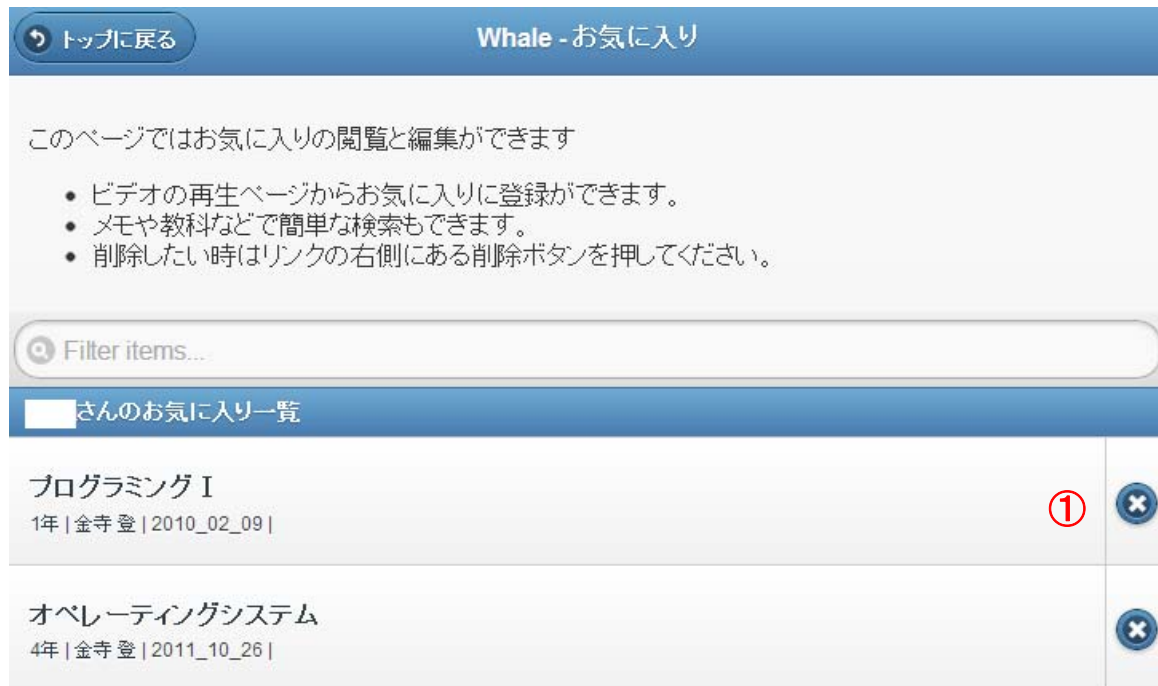 トップに戻る
Whale - お気に入り
このページではお気に入りの閲覧と編集ができます
• ビデオの再生ページからお気に入りに登録ができます。
• メモや教科などで簡単な検索もできます。
• 削除したい時はリンクの右側にある削除ボタンを押してください。
Filter items...
さんのお気に入り一覧
プログラミングⅠ
1年 | 金寺 登 | 2010_02_09 |
①
オペレーティングシステム
4年 | 金寺 登 | 2011_10_26 |